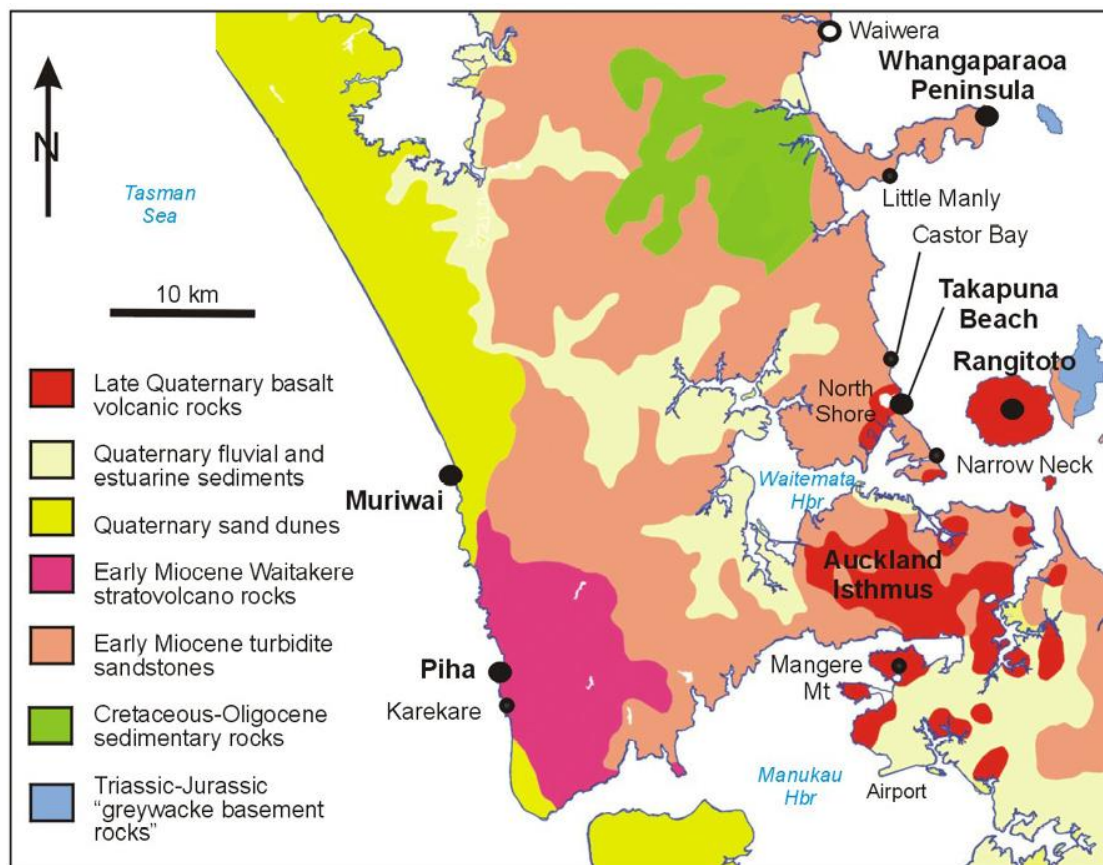 Waiwera
Whangaparaoa
Peninsula
N
Tasman
Sea
Little Manly
Castor Bay
10 km
Takapuna
Beach
Rangitoto
Late Quaternary basalt
volcanic rocks
North
Shore
Quaternary fluvial and
estuarine sediments
Narrow Neck
Muriwai
Waitemata
Hbr
Quaternary sand dunes
Early Miocene Waitakere
stratovolcano rocks
Auckland
Isthmus
Early Miocene turbidite
sandstones
Piha
Mangere
Mt
Karekare
Cretaceous-Oligocene
sedimentary rocks
Manukau
Hbr
Airport
Triassic-Jurassic
“greywacke basement
rocks”